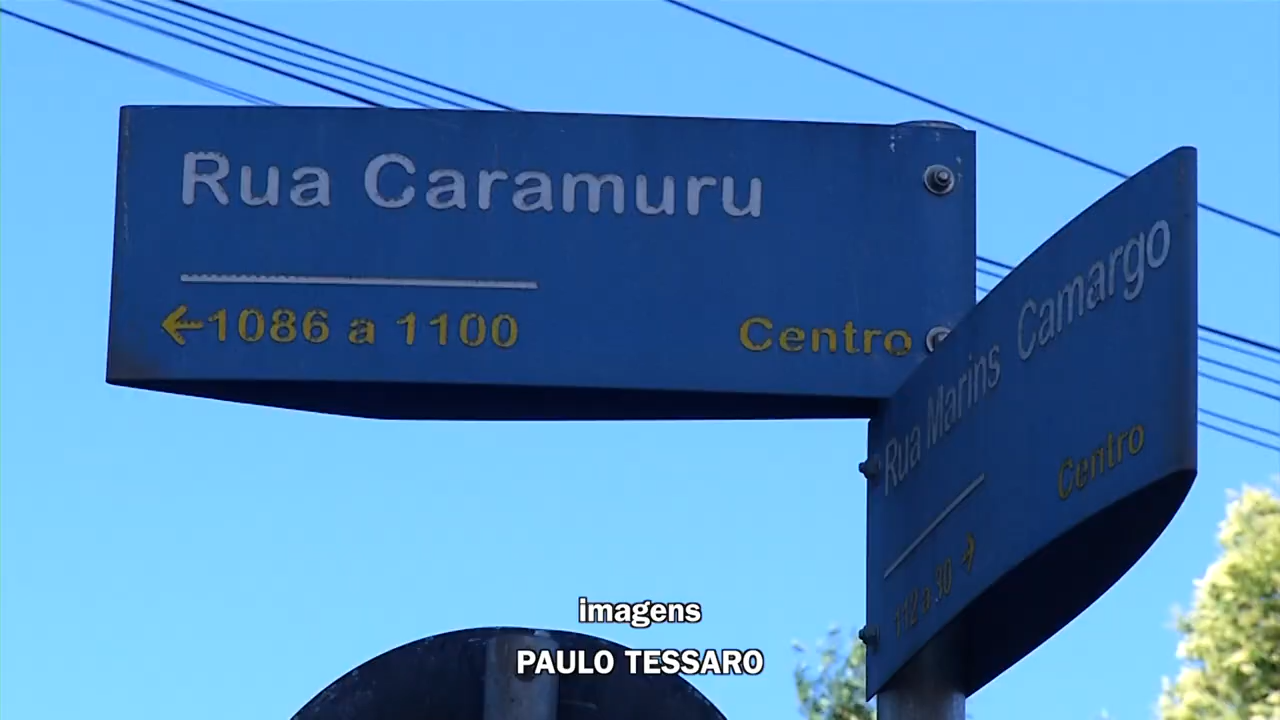 Rua Caramuru
←1086 a 1100
Centro
Rua Marins Camargo
Centro
112 a 30 →
imagens
PAULO TESSARO